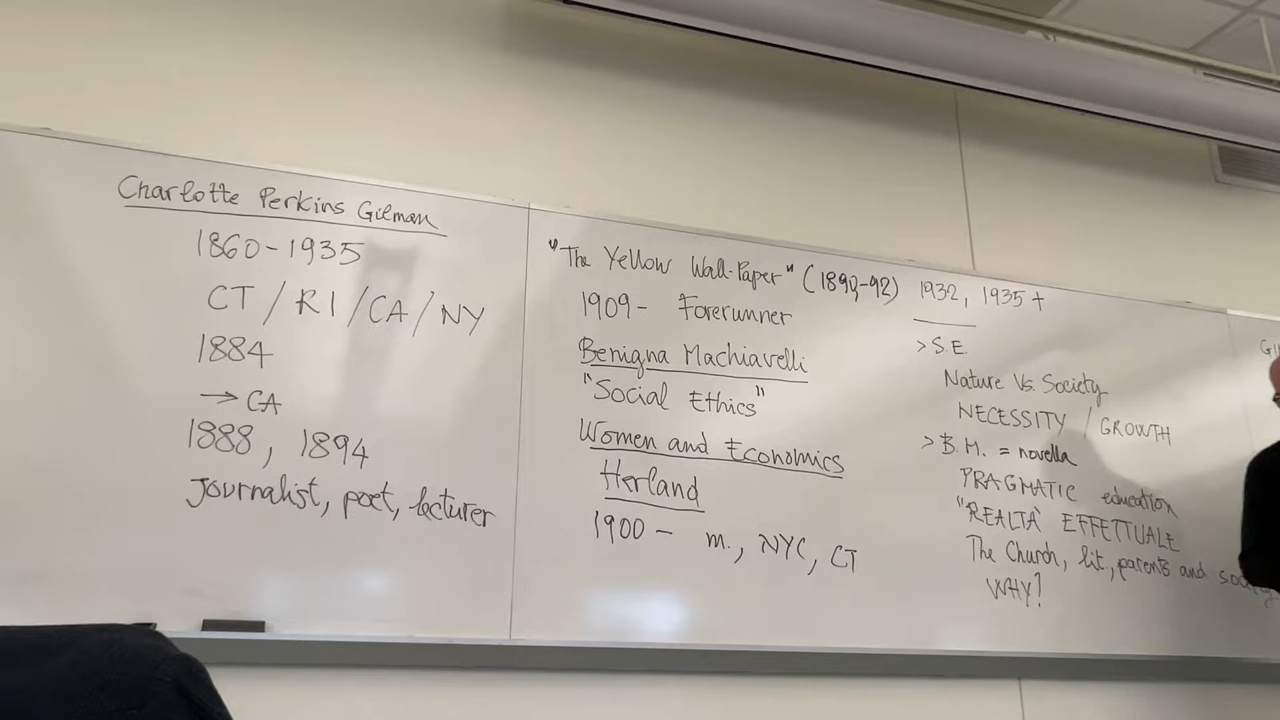 Charlotte Perkins Gilman
1860-1935
CT / RI / CA / NY
1884
→ CA
1888, 1894
Journalist, poet, lecturer
"The Yellow Wall-Paper" (1890-92) 1932, 1935+
1909- Forerunner
Benigna Machiavelli
"Social Ethics"
Women and Economics
Herland
1900 - m., NYC, CT
> S.E.
Nature Vs. Society
NECESSITY / GROWTH
> B.M. = novella
PRAGMATIC education
"REALTA' EFFETTUALE
The Church, lit, parents and
WHY?